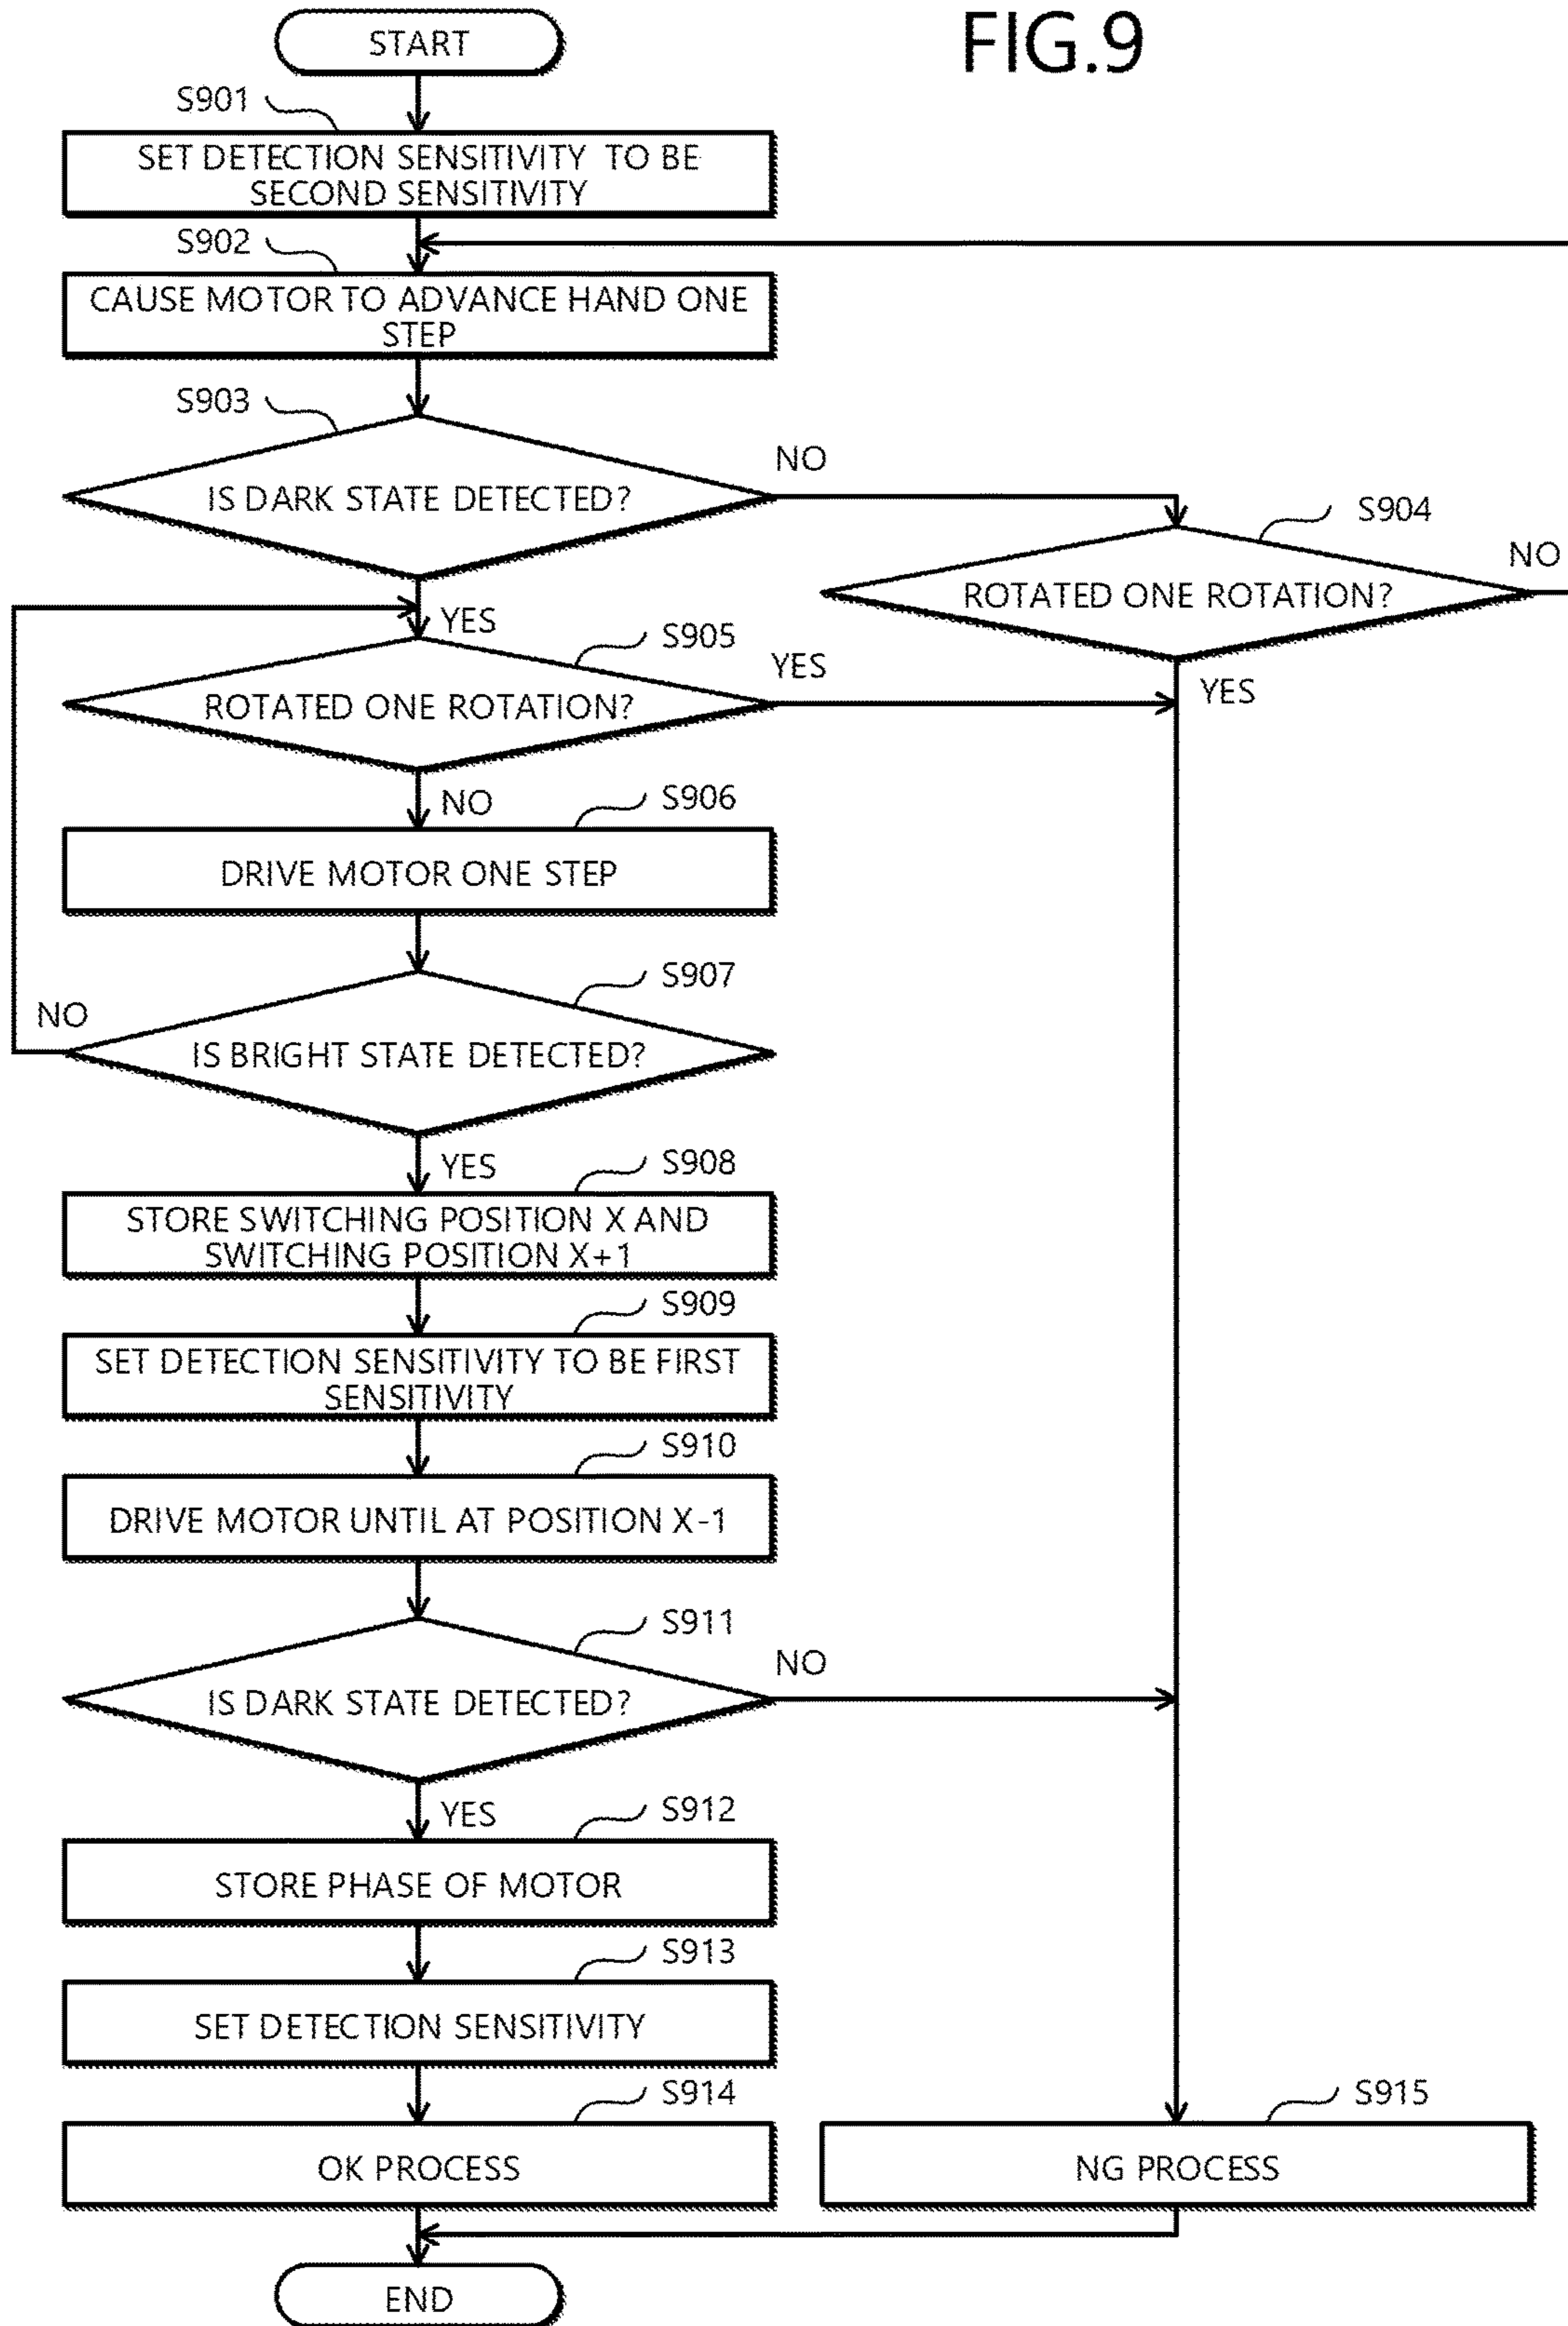 FIG.9
START
S901
SET DETECTION SENSITIVITY TO BE
SECOND SENSITIVITY
S902
CAUSE MOTOR TO ADVANCE HAND ONE
STEP
S903
IS DARK STATE DETECTED?
NO
S904
ROTATED ONE ROTATION?
NO
YES
YES
S905
ROTATED ONE ROTATION?
YES
NO
S906
DRIVE MOTOR ONE STEP
S907
IS BRIGHT STATE DETECTED?
NO
YES
S908
STORE SWITCHING POSITION X AND
SWITCHING POSITION X+1
S909
SET DETECTION SENSITIVITY TO BE FIRST
SENSITIVITY
S910
DRIVE MOTOR UNTIL AT POSITION X-1
S911
IS DARK STATE DETECTED?
NO
YES
S912
STORE PHASE OF MOTOR
S913
SET DETECTION SENSITIVITY
S914
OK PROCESS
S915
NG PROCESS
END